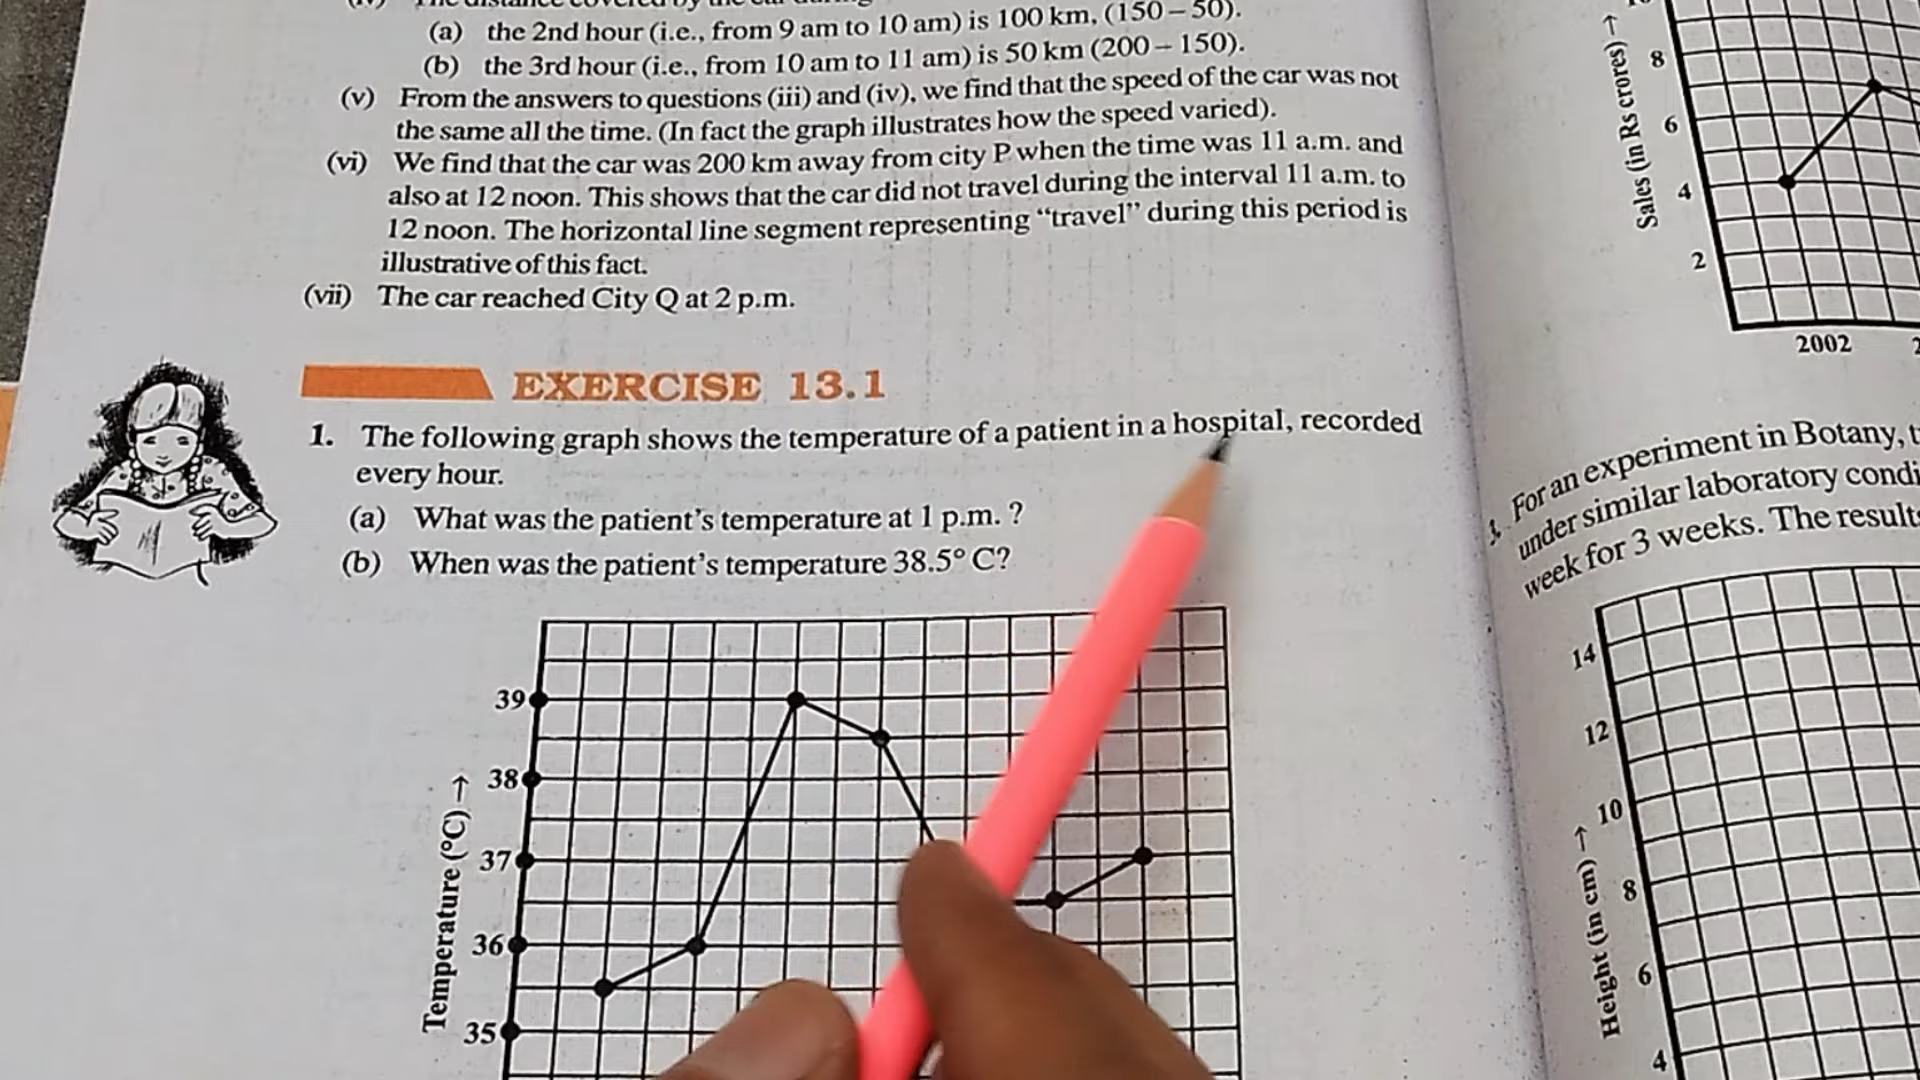 (a) the 2nd hour (i.e., from 9 am to 10 am) is 100 km, (150 – 50).
(b) the 3rd hour (i.e., from 10 am to 11 am) is 50 km (200 – 150).
(v) From the answers to questions (iii) and (iv), we find that the speed of the car was not
the same all the time. (In fact the graph illustrates how the speed varied).
(vi) We find that the car was 200 km away from city P when the time was 11 a.m. and
also at 12 noon. This shows that the car did not travel during the interval 11 a.m. to
12 noon. The horizontal line segment representing “travel” during this period is
illustrative of this fact.
(vii) The car reached City Q at 2 p.m.
EXERCISE 13.1
1. The following graph shows the temperature of a patient in a hospital, recorded
every hour.
(a) What was the patient’s temperature at 1 p.m. ?
(b) When was the patient’s temperature 38.5° C?
39
38
37
36
35
Temperature (°C) →
Sales (in Rs crores) →
8
6
4
2
2002
3. For an experiment in Botany,
under similar laboratory
week for 3 weeks. The
14
12
10
8
6
4
Height (in cm) →